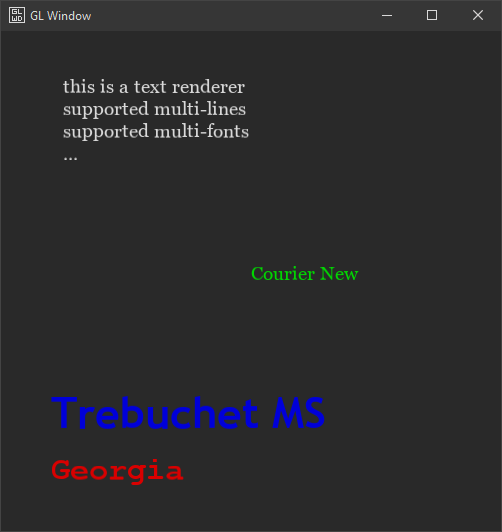 GL Window
this is a text renderer
supported multi-lines
supported multi-fonts
...
Courier New
Trebuchet MS
Georgia